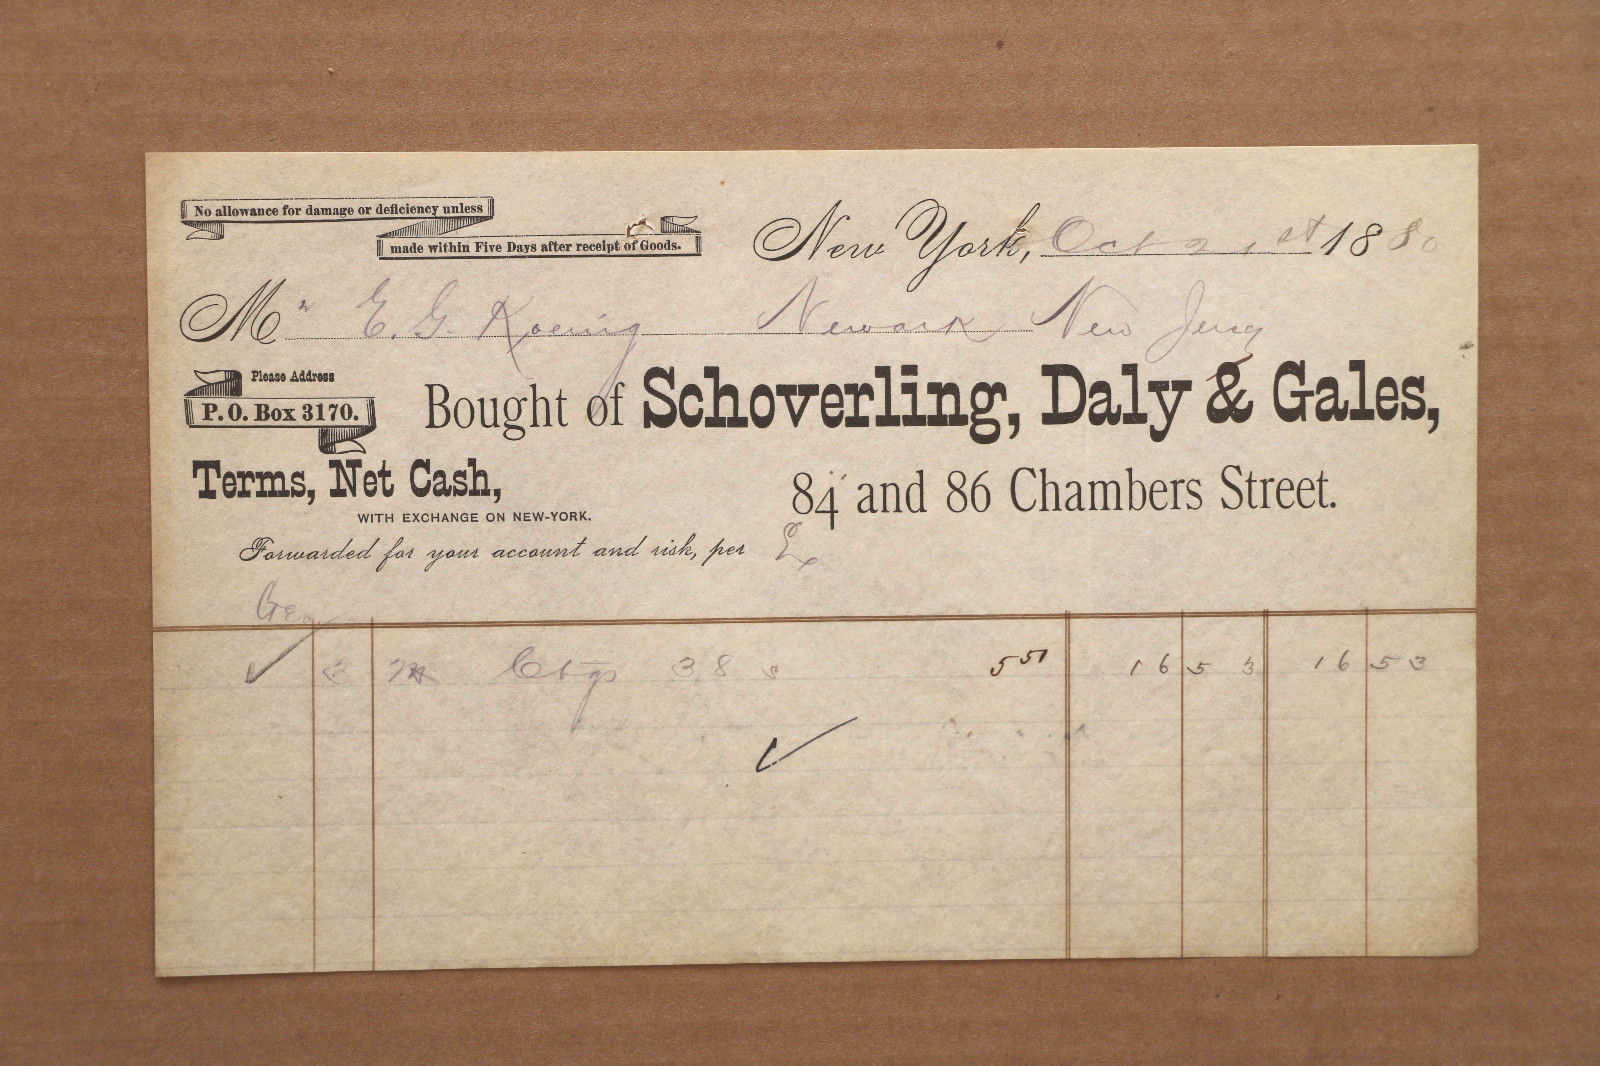 No allowance for damage or deficiency unless
made within Five Days after receipt of Goods.
New York, Oct 21st 1880
Mr E. G. Koenig Newark New Jersy
Please Address
P. O. Box 3170.
Bought of Schoverling, Daly & Gales,
Terms, Net Cash,
84 and 86 Chambers Street.
WITH EXCHANGE ON NEW-YORK.
Forwarded for your account and risk, per
M Ctgs 38 s 5 51 16 53 16 53